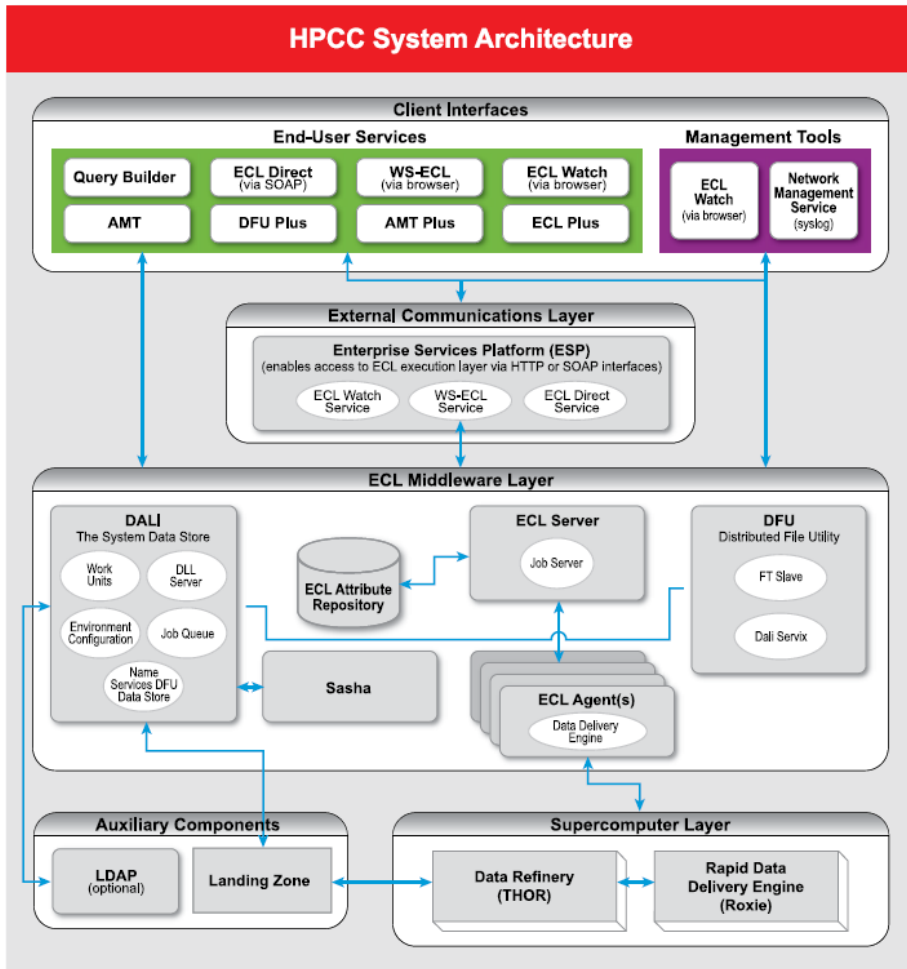 HPCC System Architecture
Client Interfaces
End-User Services
Management Tools
Query Builder
ECL Direct
(via SOAP)
WS-ECL
(via browser)
ECL Watch
(via browser)
AMT
DFU Plus
AMT Plus
ECL Plus
ECL
Watch
(via browser)
Network
Management
Service
(syslog)
External Communications Layer
Enterprise Services Platform (ESP)
(enables access to ECL execution layer via HTTP or SOAP interfaces)
ECL Watch
Service
WS-ECL
Service
ECL Direct
Service
ECL Middleware Layer
DALI
The System Data Store
Work
Units
DLL
Server
Environment
Configuration
Job Queue
Name
Services DFU
Data Store
ECL Attribute
Repository
ECL Server
Job Server
DFU
Distributed File Utility
FT Slave
Dali Servix
Sasha
ECL Agent(s)
Data Delivery
Engine
Auxiliary Components
LDAP
(optional)
Landing Zone
Supercomputer Layer
Data Refinery
(THOR)
Rapid Data
Delivery Engine
(Roxie)